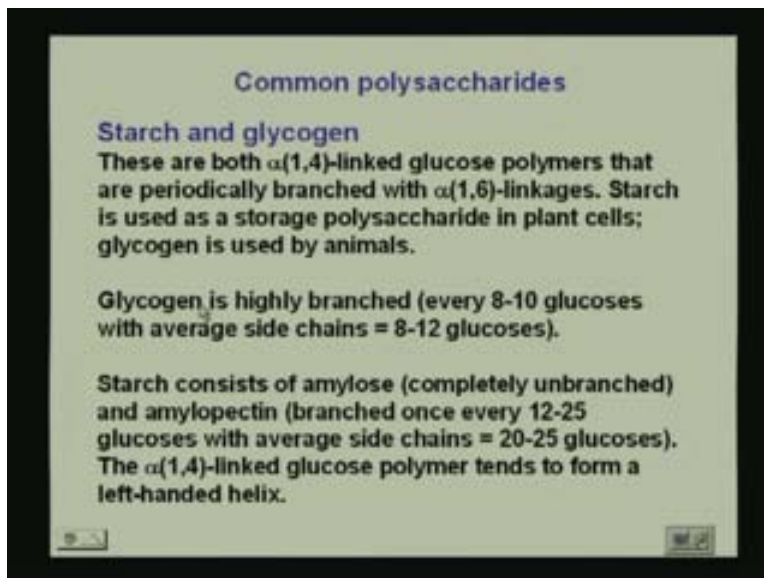 Common polysaccharides
Starch and glycogen
These are both α(1,4)-linked glucose polymers that
are periodically branched with α(1,6)-linkages. Starch
is used as a storage polysaccharide in plant cells;
glycogen is used by animals.
Glycogen is highly branched (every 8-10 glucoses
with average side chains = 8-12 glucoses).
Starch consists of amylose (completely unbranched)
and amylopectin (branched once every 12-25
glucoses with average side chains = 20-25 glucoses).
The α(1,4)-linked glucose polymer tends to form a
left-handed helix.